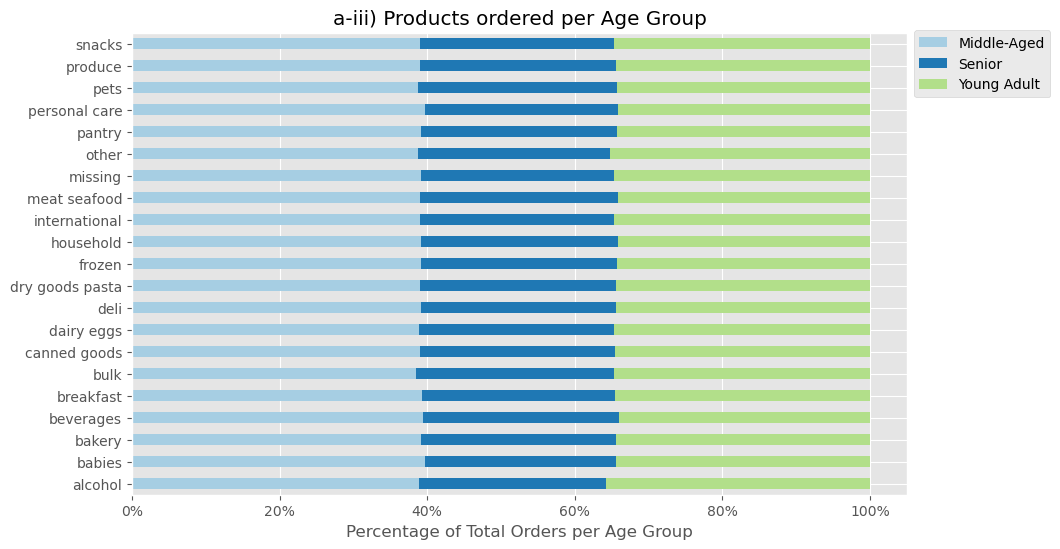 a-iii) Products ordered per Age Group
Middle-Aged
Senior
Young Adult
snacks
produce
pets
personal care
pantry
other
missing
meat seafood
international
household
frozen
dry goods pasta
deli
dairy eggs
canned goods
bulk
breakfast
beverages
bakery
babies
alcohol
0% 20% 40% 60% 80% 100%
Percentage of Total Orders per Age Group